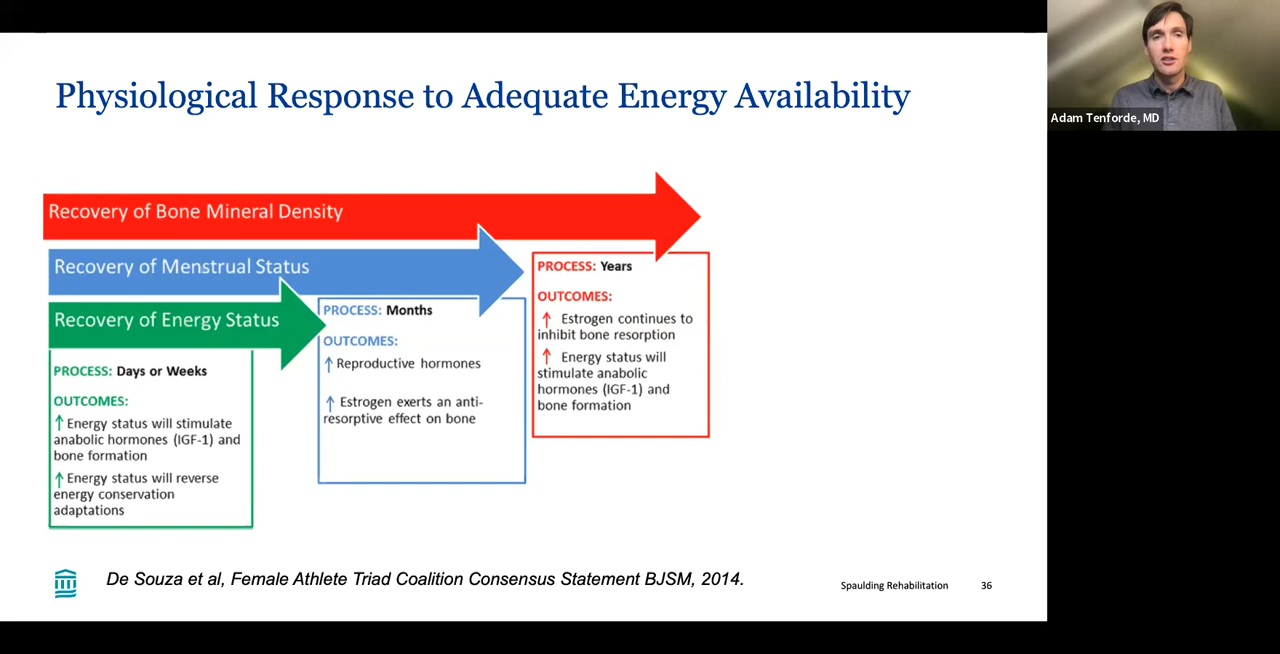 Physiological Response to Adequate Energy Availability
Adam Tenforde, MD
Recovery of Bone Mineral Density
Recovery of Menstrual Status
Recovery of Energy Status
PROCESS: Days or Weeks
OUTCOMES:
↑ Energy status will stimulate
anabolic hormones (IGF-1) and
bone formation
↑ Energy status will reverse
energy conservation
adaptations
PROCESS: Months
OUTCOMES:
↑ Reproductive hormones
↑ Estrogen exerts an anti-
resorptive effect on bone
PROCESS: Years
OUTCOMES:
↑ Estrogen continues to
inhibit bone resorption
↑ Energy status will
stimulate anabolic
hormones (IGF-1) and
bone formation
De Souza et al, Female Athlete Triad Coalition Consensus Statement BJSM, 2014.
Spaulding Rehabilitation 36